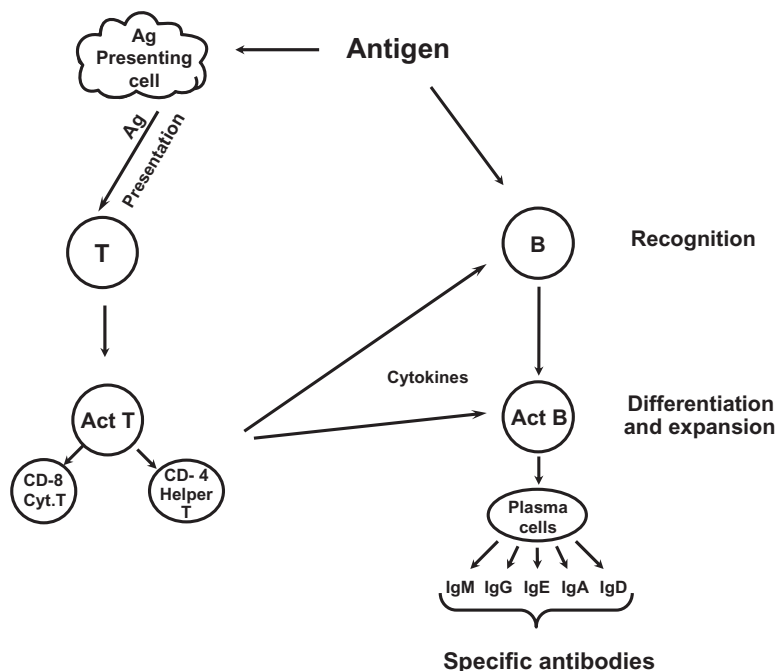 Ag
Presenting
cell
Antigen
Ag
Presentation
T
B
Recognition
Cytokines
Act T
Act B
Differentiation
and expansion
CD-8
Cyt.T
CD- 4
Helper
T
Plasma
cells
IgM IgG IgE IgA IgD
Specific antibodies